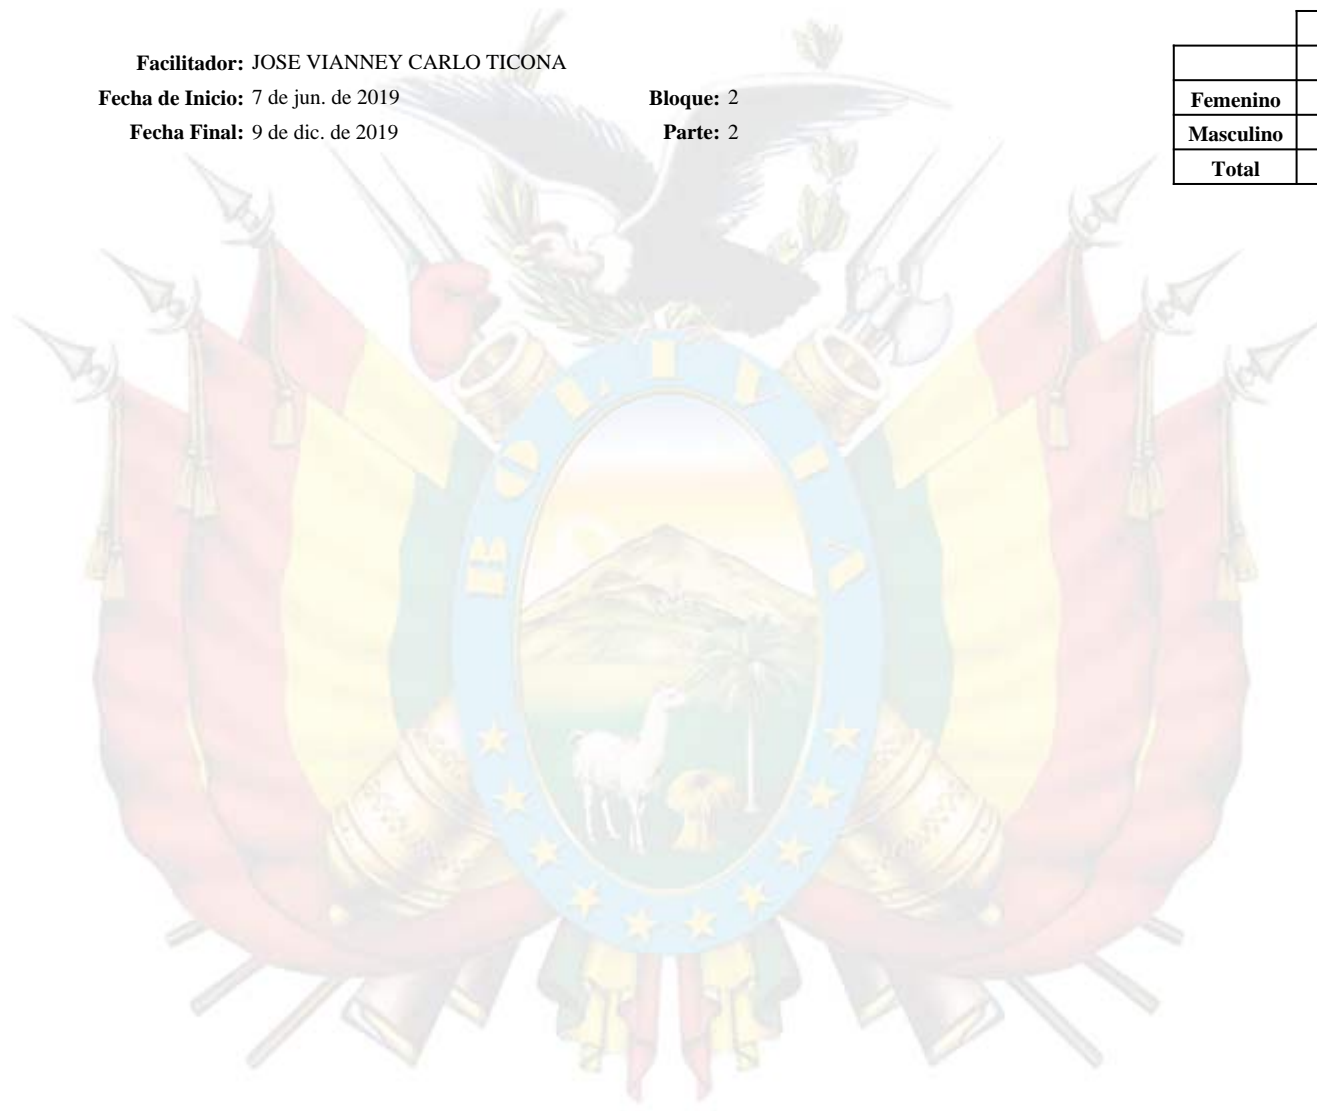 Facilitador: JOSE VIANNEY CARLO TICONA
Fecha de Inicio: 7 de jun. de 2019 Bloque: 2
Fecha Final: 9 de dic. de 2019 Parte: 2
Femenino
Masculino
Total
BOLIVIA